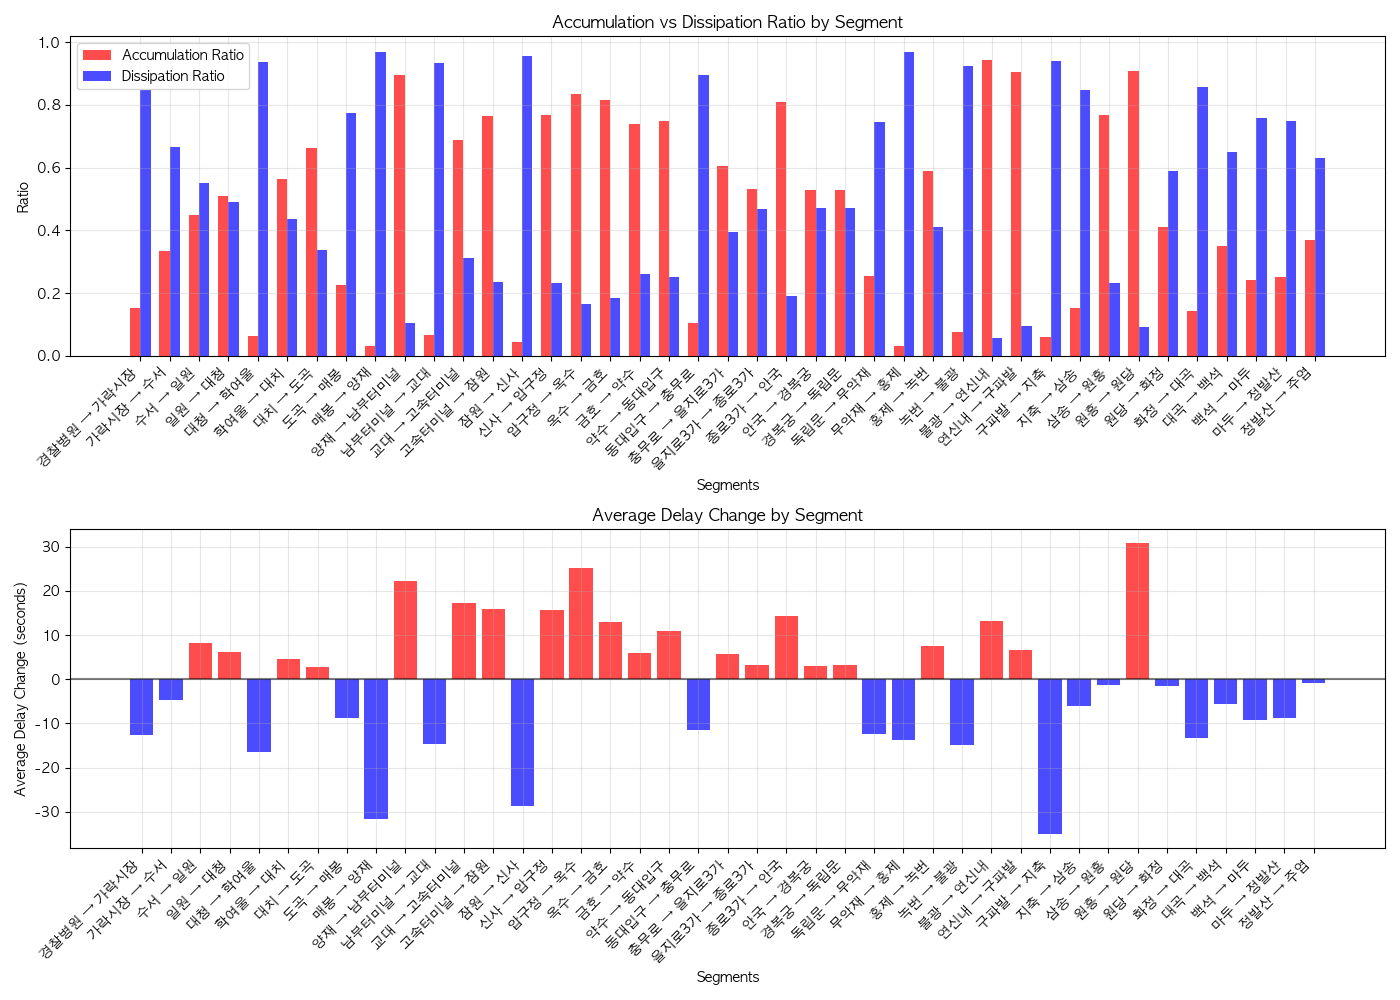 Accumulation vs Dissipation Ratio by Segment
Accumulation Ratio
Dissipation Ratio
1.0
0.8
0.6
0.4
0.2
0.0
Ratio
경찰병원 → 가락시장
가락시장 → 수서
수서 → 일원
일원 → 대청
대청 → 학여울
학여울 → 대치
대치 → 도곡
도곡 → 매봉
매봉 → 양재
양재 → 남부터미널
남부터미널 → 교대
교대 → 고속터미널
고속터미널 → 잠원
잠원 → 신사
신사 → 압구정
압구정 → 옥수
옥수 → 금호
금호 → 약수
약수 → 동대입구
동대입구 → 충무로
충무로 → 을지로3가
을지로3가 → 종로3가
종로3가 → 안국
안국 → 경복궁
경복궁 → 독립문
독립문 → 무악재
무악재 → 홍제
홍제 → 녹번
녹번 → 불광
불광 → 연신내
연신내 → 구파발
구파발 → 지축
지축 → 삼송
삼송 → 원흥
원흥 → 원당
원당 → 화정
화정 → 대곡
대곡 → 백석
백석 → 마두
마두 → 정발산
정발산 → 주엽
Segments
Average Delay Change by Segment
30
20
10
0
-10
-20
-30
Average Delay Change (seconds)
경찰병원 → 가락시장
가락시장 → 수서
수서 → 일원
일원 → 대청
대청 → 학여울
학여울 → 대치
대치 → 도곡
도곡 → 매봉
매봉 → 양재
양재 → 남부터미널
남부터미널 → 교대
교대 → 고속터미널
고속터미널 → 잠원
잠원 → 신사
신사 → 압구정
압구정 → 옥수
옥수 → 금호
금호 → 약수
약수 → 동대입구
동대입구 → 충무로
충무로 → 을지로3가
을지로3가 → 종로3가
종로3가 → 안국
안국 → 경복궁
경복궁 → 독립문
독립문 → 무악재
무악재 → 홍제
홍제 → 녹번
녹번 → 불광
불광 → 연신내
연신내 → 구파발
구파발 → 지축
지축 → 삼송
삼송 → 원흥
원흥 → 원당
원당 → 화정
화정 → 대곡
대곡 → 백석
백석 → 마두
마두 → 정발산
정발산 → 주엽
Segments